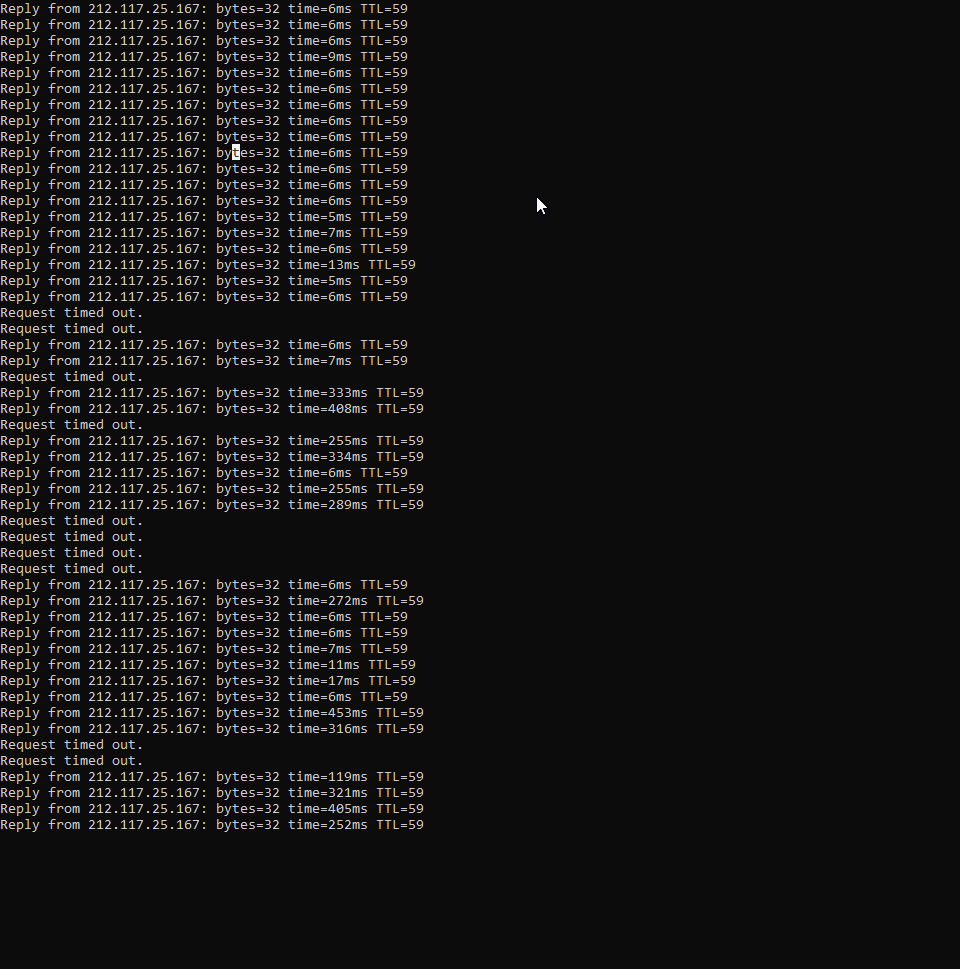 Reply from 212.117.25.167: bytes=32 time=6ms TTL=59
Reply from 212.117.25.167: bytes=32 time=6ms TTL=59
Reply from 212.117.25.167: bytes=32 time=6ms TTL=59
Reply from 212.117.25.167: bytes=32 time=9ms TTL=59
Reply from 212.117.25.167: bytes=32 time=6ms TTL=59
Reply from 212.117.25.167: bytes=32 time=6ms TTL=59
Reply from 212.117.25.167: bytes=32 time=6ms TTL=59
Reply from 212.117.25.167: bytes=32 time=6ms TTL=59
Reply from 212.117.25.167: bytes=32 time=6ms TTL=59
Reply from 212.117.25.167: bytes=32 time=6ms TTL=59
Reply from 212.117.25.167: bytes=32 time=6ms TTL=59
Reply from 212.117.25.167: bytes=32 time=6ms TTL=59
Reply from 212.117.25.167: bytes=32 time=6ms TTL=59
Reply from 212.117.25.167: bytes=32 time=5ms TTL=59
Reply from 212.117.25.167: bytes=32 time=7ms TTL=59
Reply from 212.117.25.167: bytes=32 time=6ms TTL=59
Reply from 212.117.25.167: bytes=32 time=13ms TTL=59
Reply from 212.117.25.167: bytes=32 time=5ms TTL=59
Reply from 212.117.25.167: bytes=32 time=6ms TTL=59
Request timed out.
Request timed out.
Reply from 212.117.25.167: bytes=32 time=6ms TTL=59
Reply from 212.117.25.167: bytes=32 time=7ms TTL=59
Request timed out.
Reply from 212.117.25.167: bytes=32 time=333ms TTL=59
Reply from 212.117.25.167: bytes=32 time=408ms TTL=59
Request timed out.
Reply from 212.117.25.167: bytes=32 time=255ms TTL=59
Reply from 212.117.25.167: bytes=32 time=334ms TTL=59
Reply from 212.117.25.167: bytes=32 time=6ms TTL=59
Reply from 212.117.25.167: bytes=32 time=255ms TTL=59
Reply from 212.117.25.167: bytes=32 time=289ms TTL=59
Request timed out.
Request timed out.
Request timed out.
Request timed out.
Reply from 212.117.25.167: bytes=32 time=6ms TTL=59
Reply from 212.117.25.167: bytes=32 time=272ms TTL=59
Reply from 212.117.25.167: bytes=32 time=6ms TTL=59
Reply from 212.117.25.167: bytes=32 time=6ms TTL=59
Reply from 212.117.25.167: bytes=32 time=7ms TTL=59
Reply from 212.117.25.167: bytes=32 time=11ms TTL=59
Reply from 212.117.25.167: bytes=32 time=17ms TTL=59
Reply from 212.117.25.167: bytes=32 time=6ms TTL=59
Reply from 212.117.25.167: bytes=32 time=453ms TTL=59
Reply from 212.117.25.167: bytes=32 time=316ms TTL=59
Request timed out.
Request timed out.
Reply from 212.117.25.167: bytes=32 time=119ms TTL=59
Reply from 212.117.25.167: bytes=32 time=321ms TTL=59
Reply from 212.117.25.167: bytes=32 time=405ms TTL=59
Reply from 212.117.25.167: bytes=32 time=252ms TTL=59